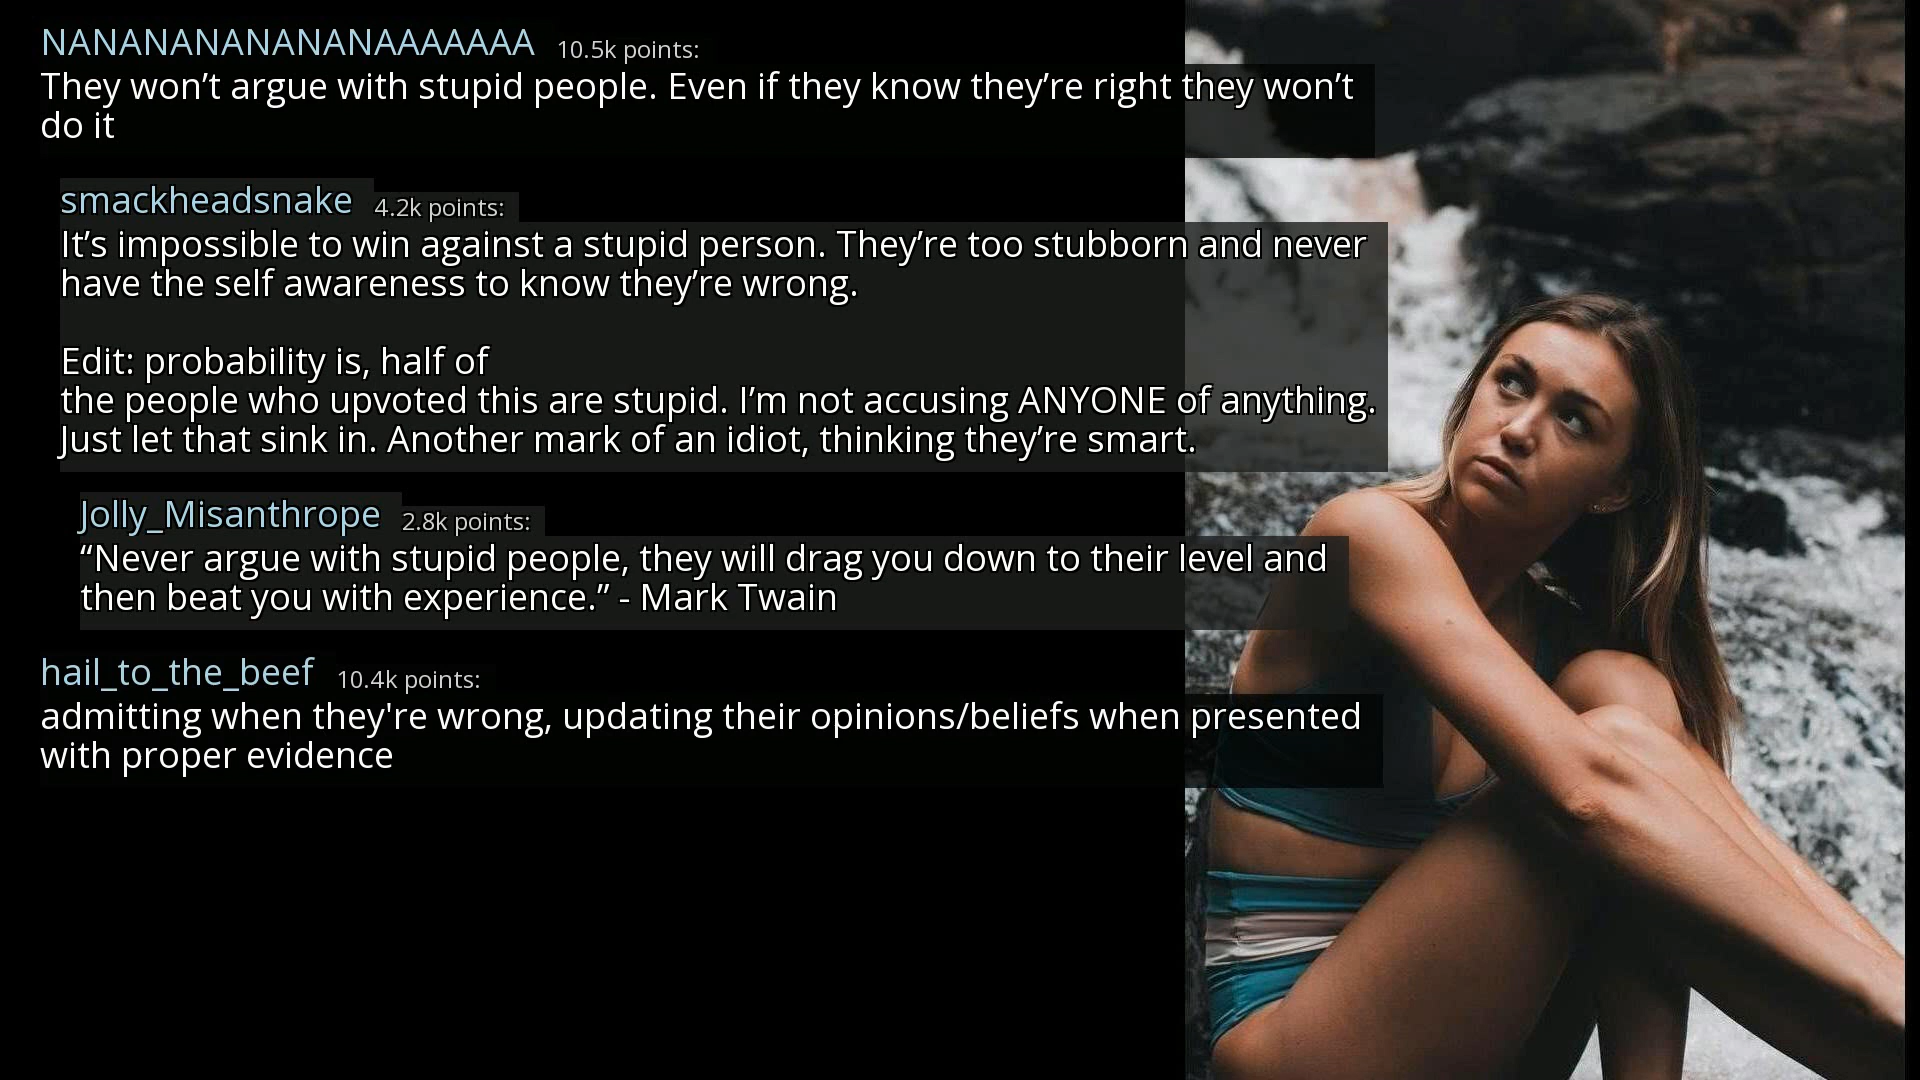 NANANANANANANAAAAAAA 10.5k points:
They won’t argue with stupid people. Even if they know they’re right they won’t
do it
smackheadsnake 4.2k points:
It’s impossible to win against a stupid person. They’re too stubborn and never
have the self awareness to know they’re wrong.
Edit: probability is, half of
the people who upvoted this are stupid. I’m not accusing ANYONE of anything.
Just let that sink in. Another mark of an idiot, thinking they’re smart.
Jolly_Misanthrope 2.8k points:
“Never argue with stupid people, they will drag you down to their level and
then beat you with experience.” - Mark Twain
hail_to_the_beef 10.4k points:
admitting when they're wrong, updating their opinions/beliefs when presented
with proper evidence